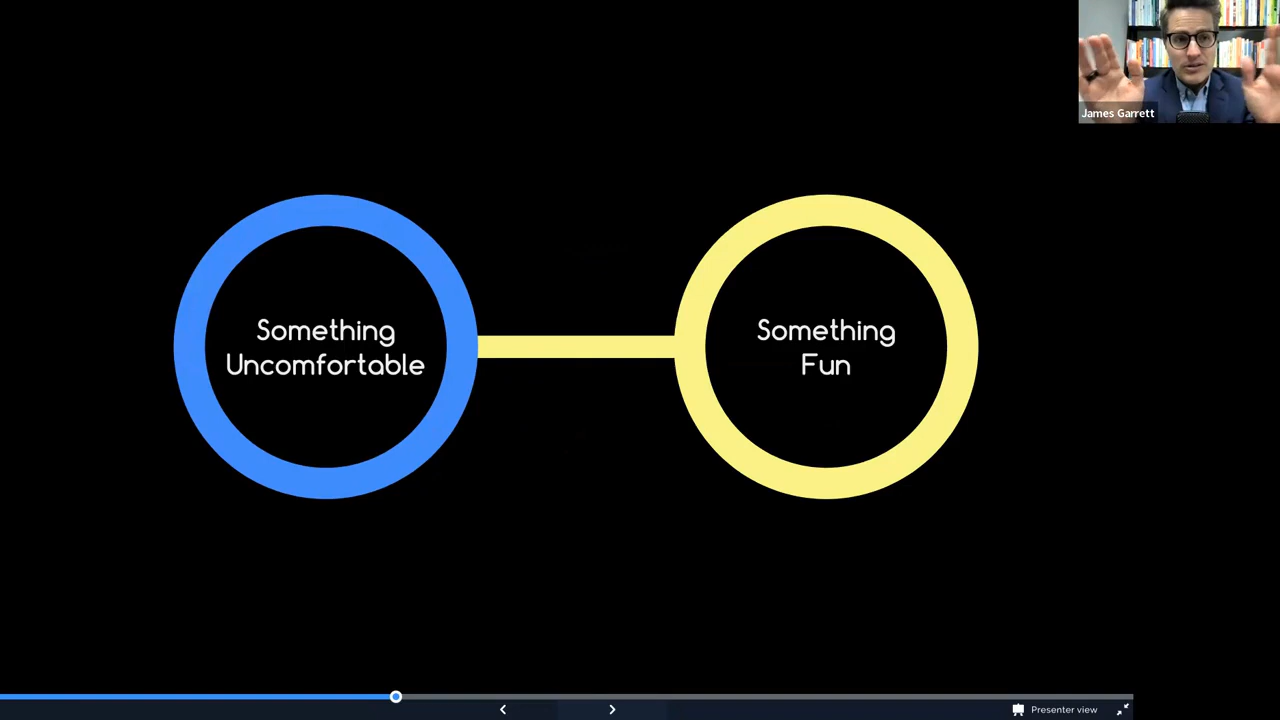 James Garrett
Something
Uncomfortable
Something
Fun
Presenter view